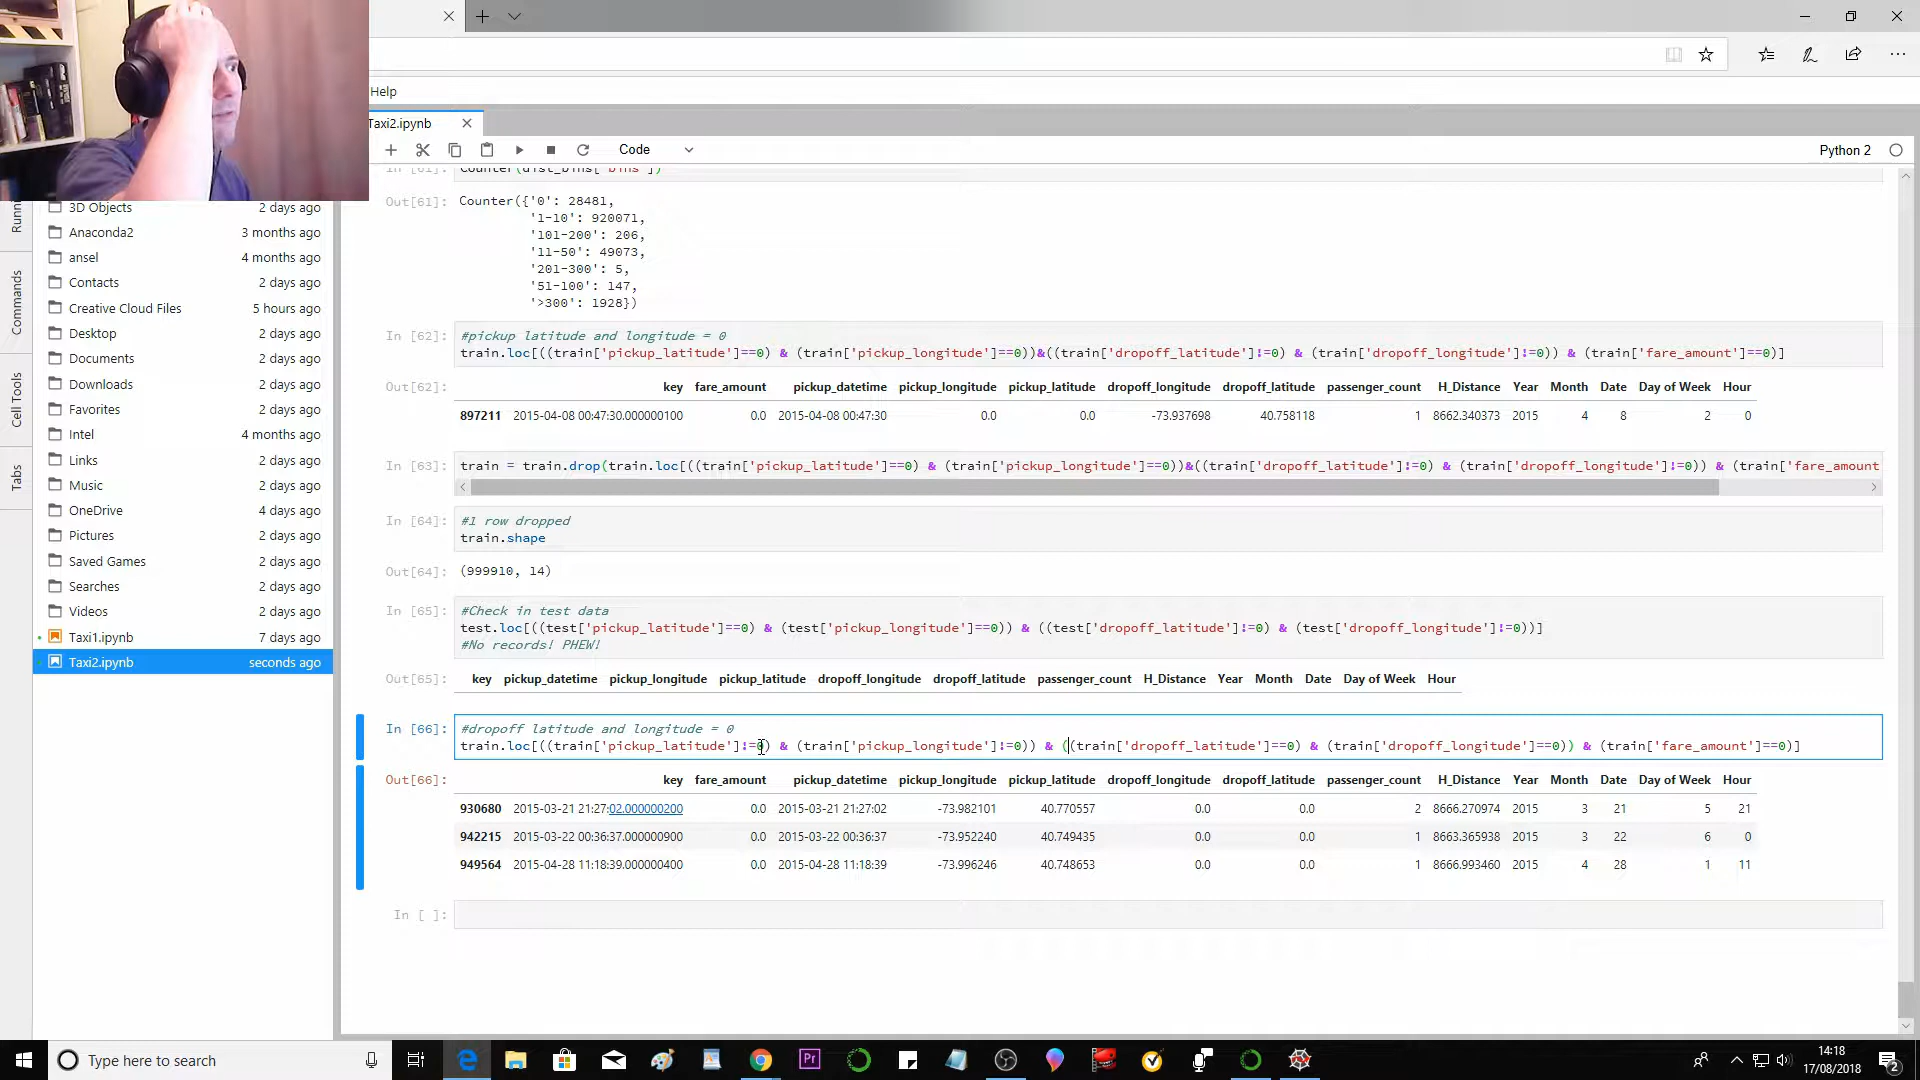 Help
Taxi2.ipynb
Code
Python 2
Running
Commands
Cell Tools
Tabs
3D Objects 2 days ago
Anaconda2 3 months ago
ansel 4 months ago
Contacts 2 days ago
Creative Cloud Files 5 hours ago
Desktop 2 days ago
Documents 2 days ago
Downloads 2 days ago
Favorites 2 days ago
Intel 4 months ago
Links 2 days ago
Music 2 days ago
OneDrive 4 days ago
Pictures 2 days ago
Saved Games 2 days ago
Searches 2 days ago
Videos 2 days ago
Taxi1.ipynb 7 days ago
Taxi2.ipynb seconds ago
In [61]: Counter(dist_bins['bins'])
Out[61]: Counter({'0': 28481,
'1-10': 920071,
'101-200': 206,
'11-50': 49073,
'201-300': 5,
'51-100': 147,
'>300': 1928})
In [62]: #pickup latitude and longitude = 0
train.loc[((train['pickup_latitude']==0) & (train['pickup_longitude']==0))&((train['dropoff_latitude']!=0) & (train['dropoff_longitude']!=0)) & (train['fare_amount']==0)]
Out[62]: key fare_amount pickup_datetime pickup_longitude pickup_latitude dropoff_longitude dropoff_latitude passenger_count H_Distance Year Month Date Day of Week Hour
897211 2015-04-08 00:47:30.000000100 0.0 2015-04-08 00:47:30 0.0 0.0 -73.937698 40.758118 1 8662.340373 2015 4 8 2 0
In [63]: train = train.drop(train.loc[((train['pickup_latitude']==0) & (train['pickup_longitude']==0))&((train['dropoff_latitude']!=0) & (train['dropoff_longitude']!=0)) & (train['fare_amount
In [64]: #1 row dropped
train.shape
Out[64]: (999910, 14)
In [65]: #Check in test data
test.loc[((test['pickup_latitude']==0) & (test['pickup_longitude']==0)) & ((test['dropoff_latitude']!=0) & (test['dropoff_longitude']!=0))]
#No records! PHEW!
Out[65]: key pickup_datetime pickup_longitude pickup_latitude dropoff_longitude dropoff_latitude passenger_count H_Distance Year Month Date Day of Week Hour
In [66]: #dropoff latitude and longitude = 0
train.loc[((train['pickup_latitude']!=0) & (train['pickup_longitude']!=0)) & ((train['dropoff_latitude']==0) & (train['dropoff_longitude']==0)) & (train['fare_amount']==0)]
Out[66]: key fare_amount pickup_datetime pickup_longitude pickup_latitude dropoff_longitude dropoff_latitude passenger_count H_Distance Year Month Date Day of Week Hour
930680 2015-03-21 21:27:02.000000200 0.0 2015-03-21 21:27:02 -73.982101 40.770557 0.0 0.0 2 8666.270974 2015 3 21 5 21
942215 2015-03-22 00:36:37.000000900 0.0 2015-03-22 00:36:37 -73.952240 40.749435 0.0 0.0 1 8663.365938 2015 3 22 6 0
949564 2015-04-28 11:18:39.000000400 0.0 2015-04-28 11:18:39 -73.996246 40.748653 0.0 0.0 1 8666.993460 2015 4 28 1 11
In [ ]:
Type here to search
Pr
14:18
17/08/2018
2